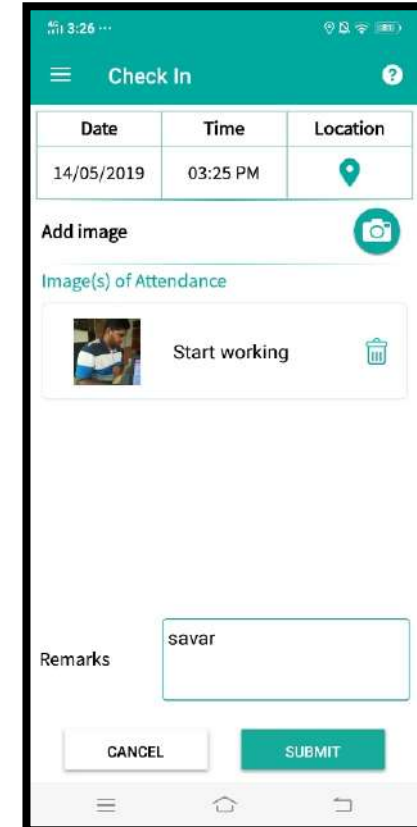 4G 3:26 ...
Check In ?
Date Time Location
14/05/2019 03:25 PM
Add image
Image(s) of Attendance
Start working
Remarks savar
CANCEL SUBMIT